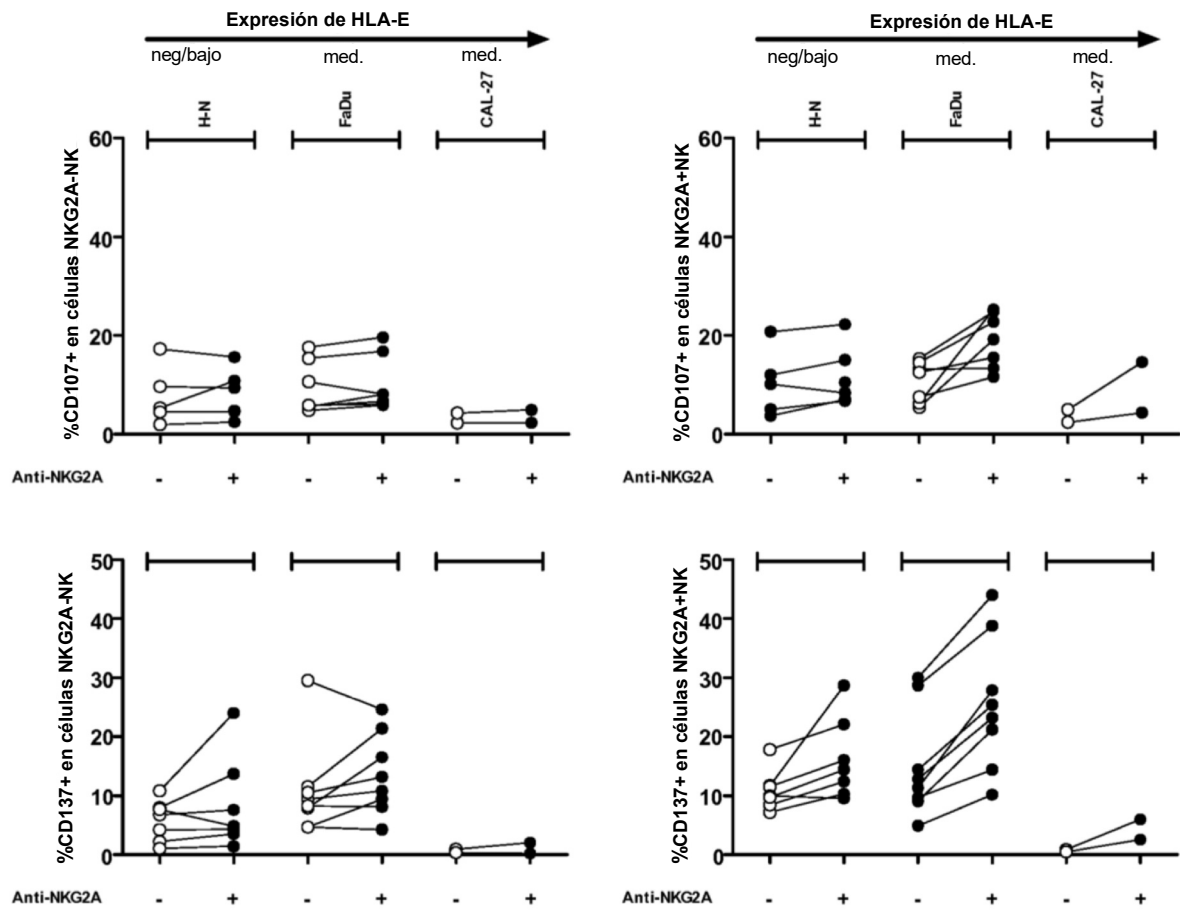 Expresión de HLA-E
neg/bajo med. med.
H-N FaDu CAL-27
%CD107+ en células NKG2A-NK
60
40
20
0
Anti-NKG2A - + - + - +
Expresión de HLA-E
neg/bajo med. med.
H-N FaDu CAL-27
%CD107+ en células NKG2A+NK
60
40
20
0
Anti-NKG2A - + - + - +
%CD137+ en células NKG2A-NK
50
40
30
20
10
0
Anti-NKG2A - + - + - +
%CD137+ en células NKG2A+NK
50
40
30
20
10
0
Anti-NKG2A - + - + - +